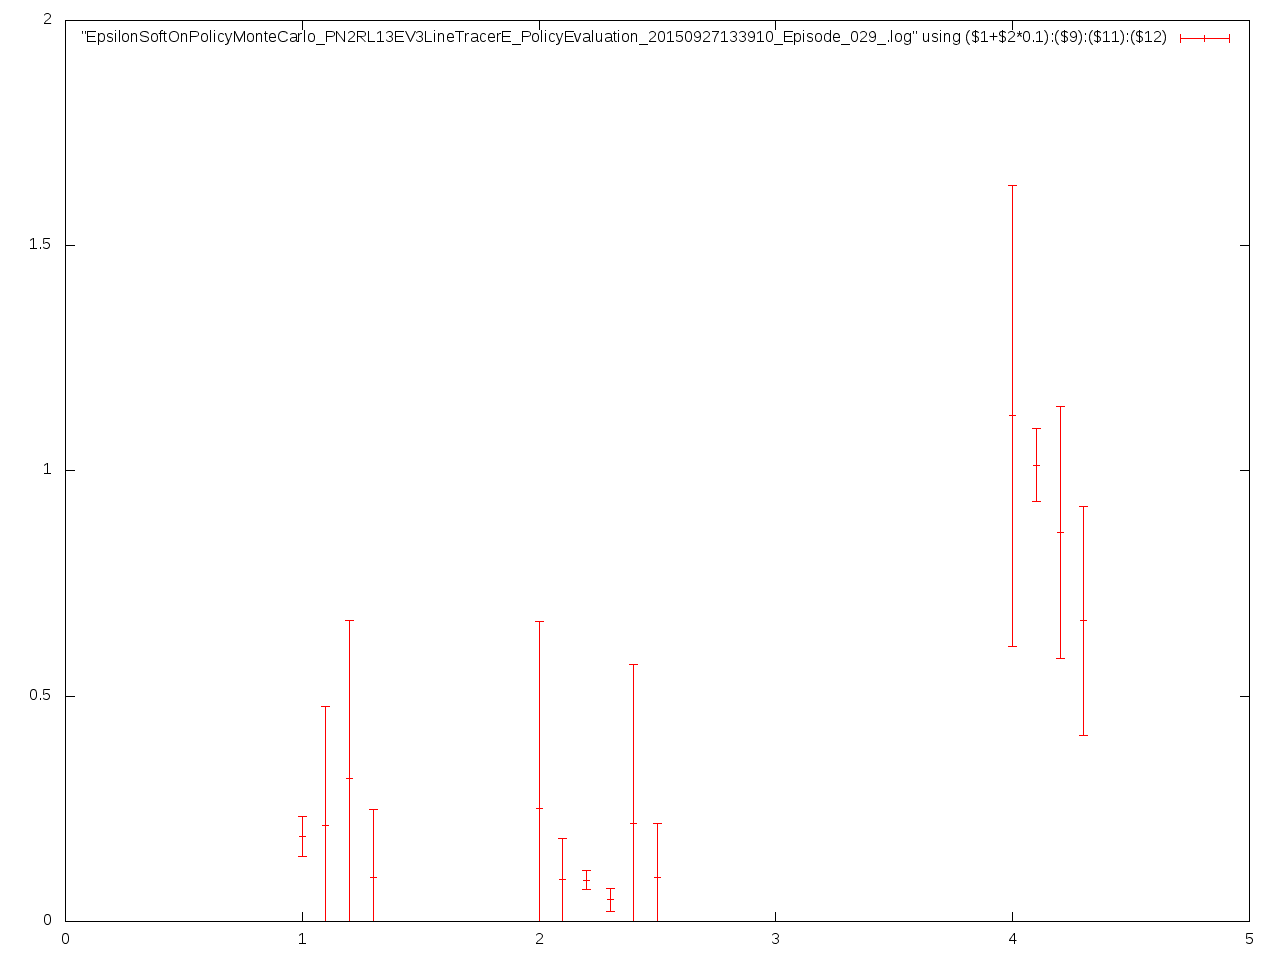 2
"EpsilonSoftOnPolicyMonteCarlo_PN2RL13EV3LineTracerE_PolicyEvaluation_20150927133910_Episode_029_.log" using ($1+$2*0.1):($9):($11):($12)
1.5
1
0.5
0
0 1 2 3 4 5